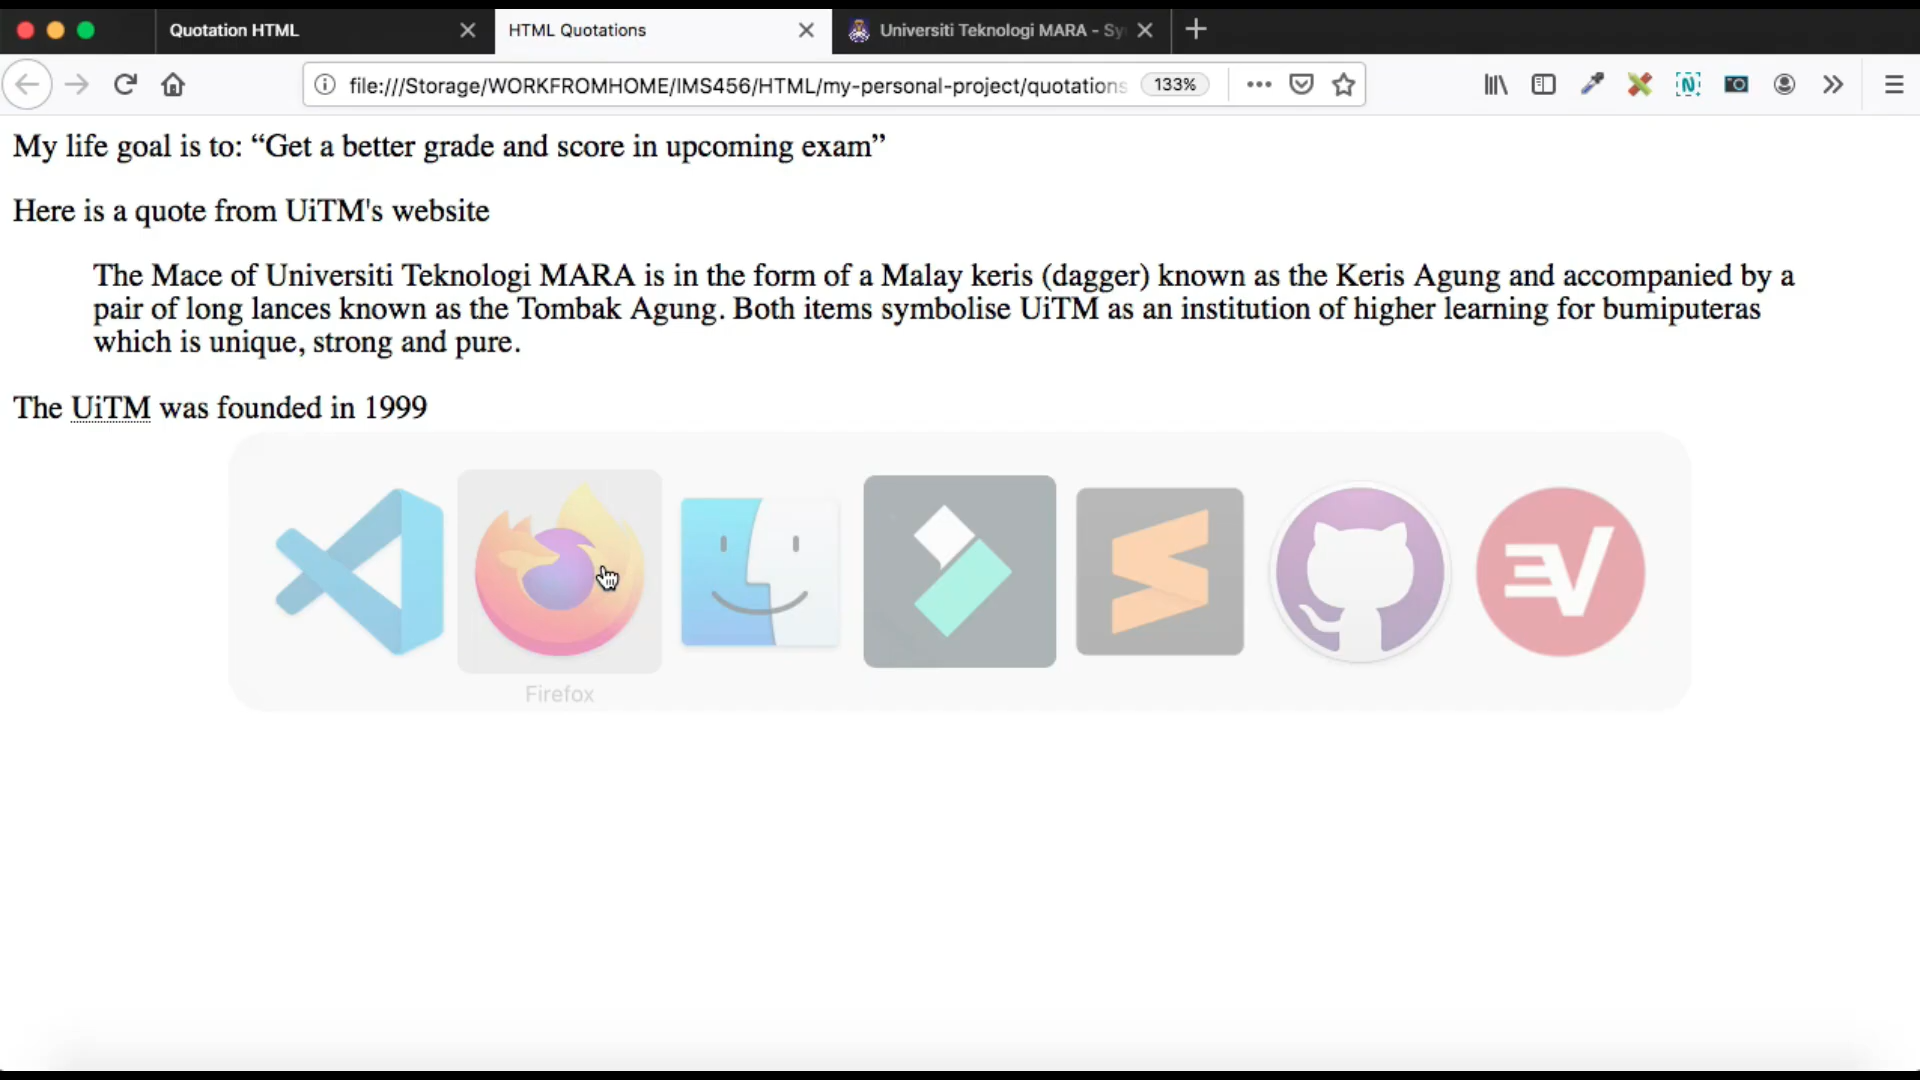 Quotation HTML
HTML Quotations
Universiti Teknologi MARA - Sy
file:///Storage/WORKFROMHOME/IMS456/HTML/my-personal-project/quotations
133%
My life goal is to: “Get a better grade and score in upcoming exam”
Here is a quote from UiTM's website
The Mace of Universiti Teknologi MARA is in the form of a Malay keris (dagger) known as the Keris Agung and accompanied by a
pair of long lances known as the Tombak Agung. Both items symbolise UiTM as an institution of higher learning for bumiputeras
which is unique, strong and pure.
The UiTM was founded in 1999
Firefox